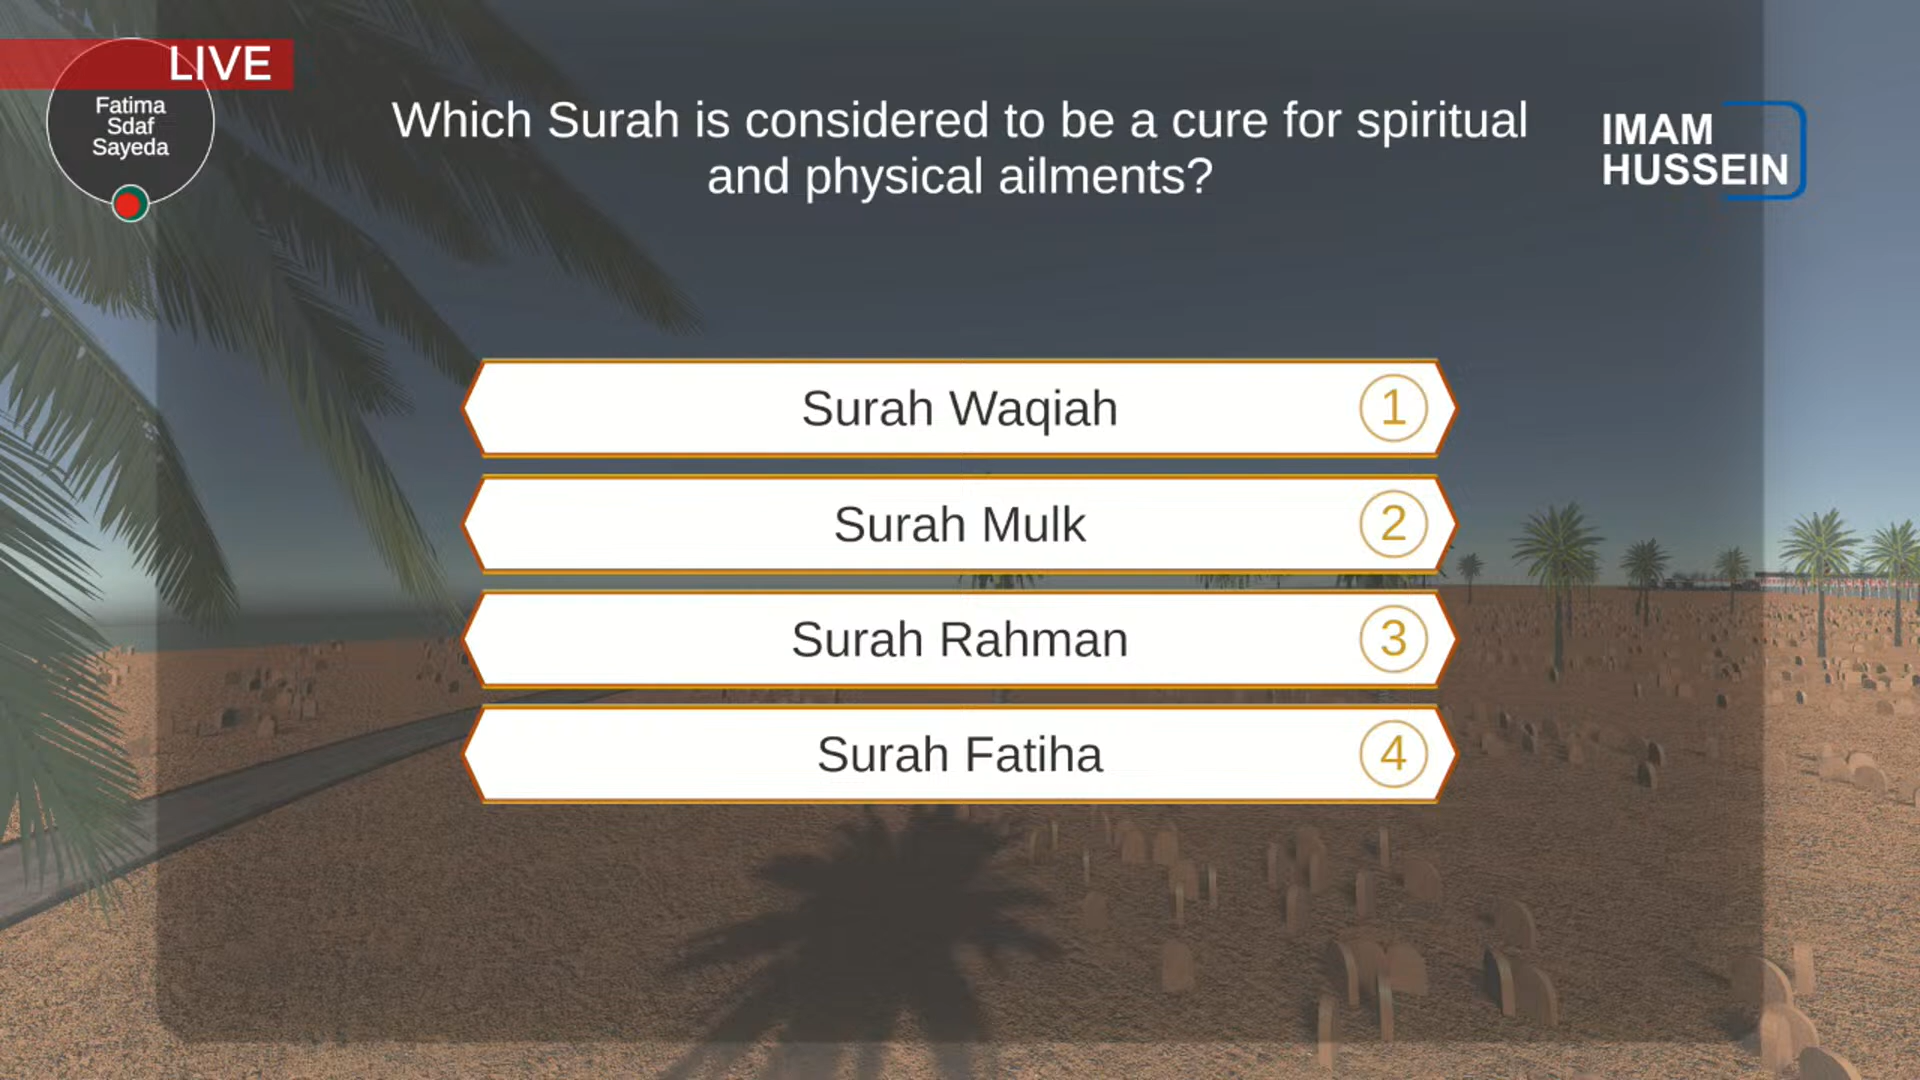 LIVE
Fatima
Sdaf
Sayeda
Which Surah is considered to be a cure for spiritual
and physical ailments?
IMAM
HUSSEIN
Surah Waqiah 1
Surah Mulk 2
Surah Rahman 3
Surah Fatiha 4